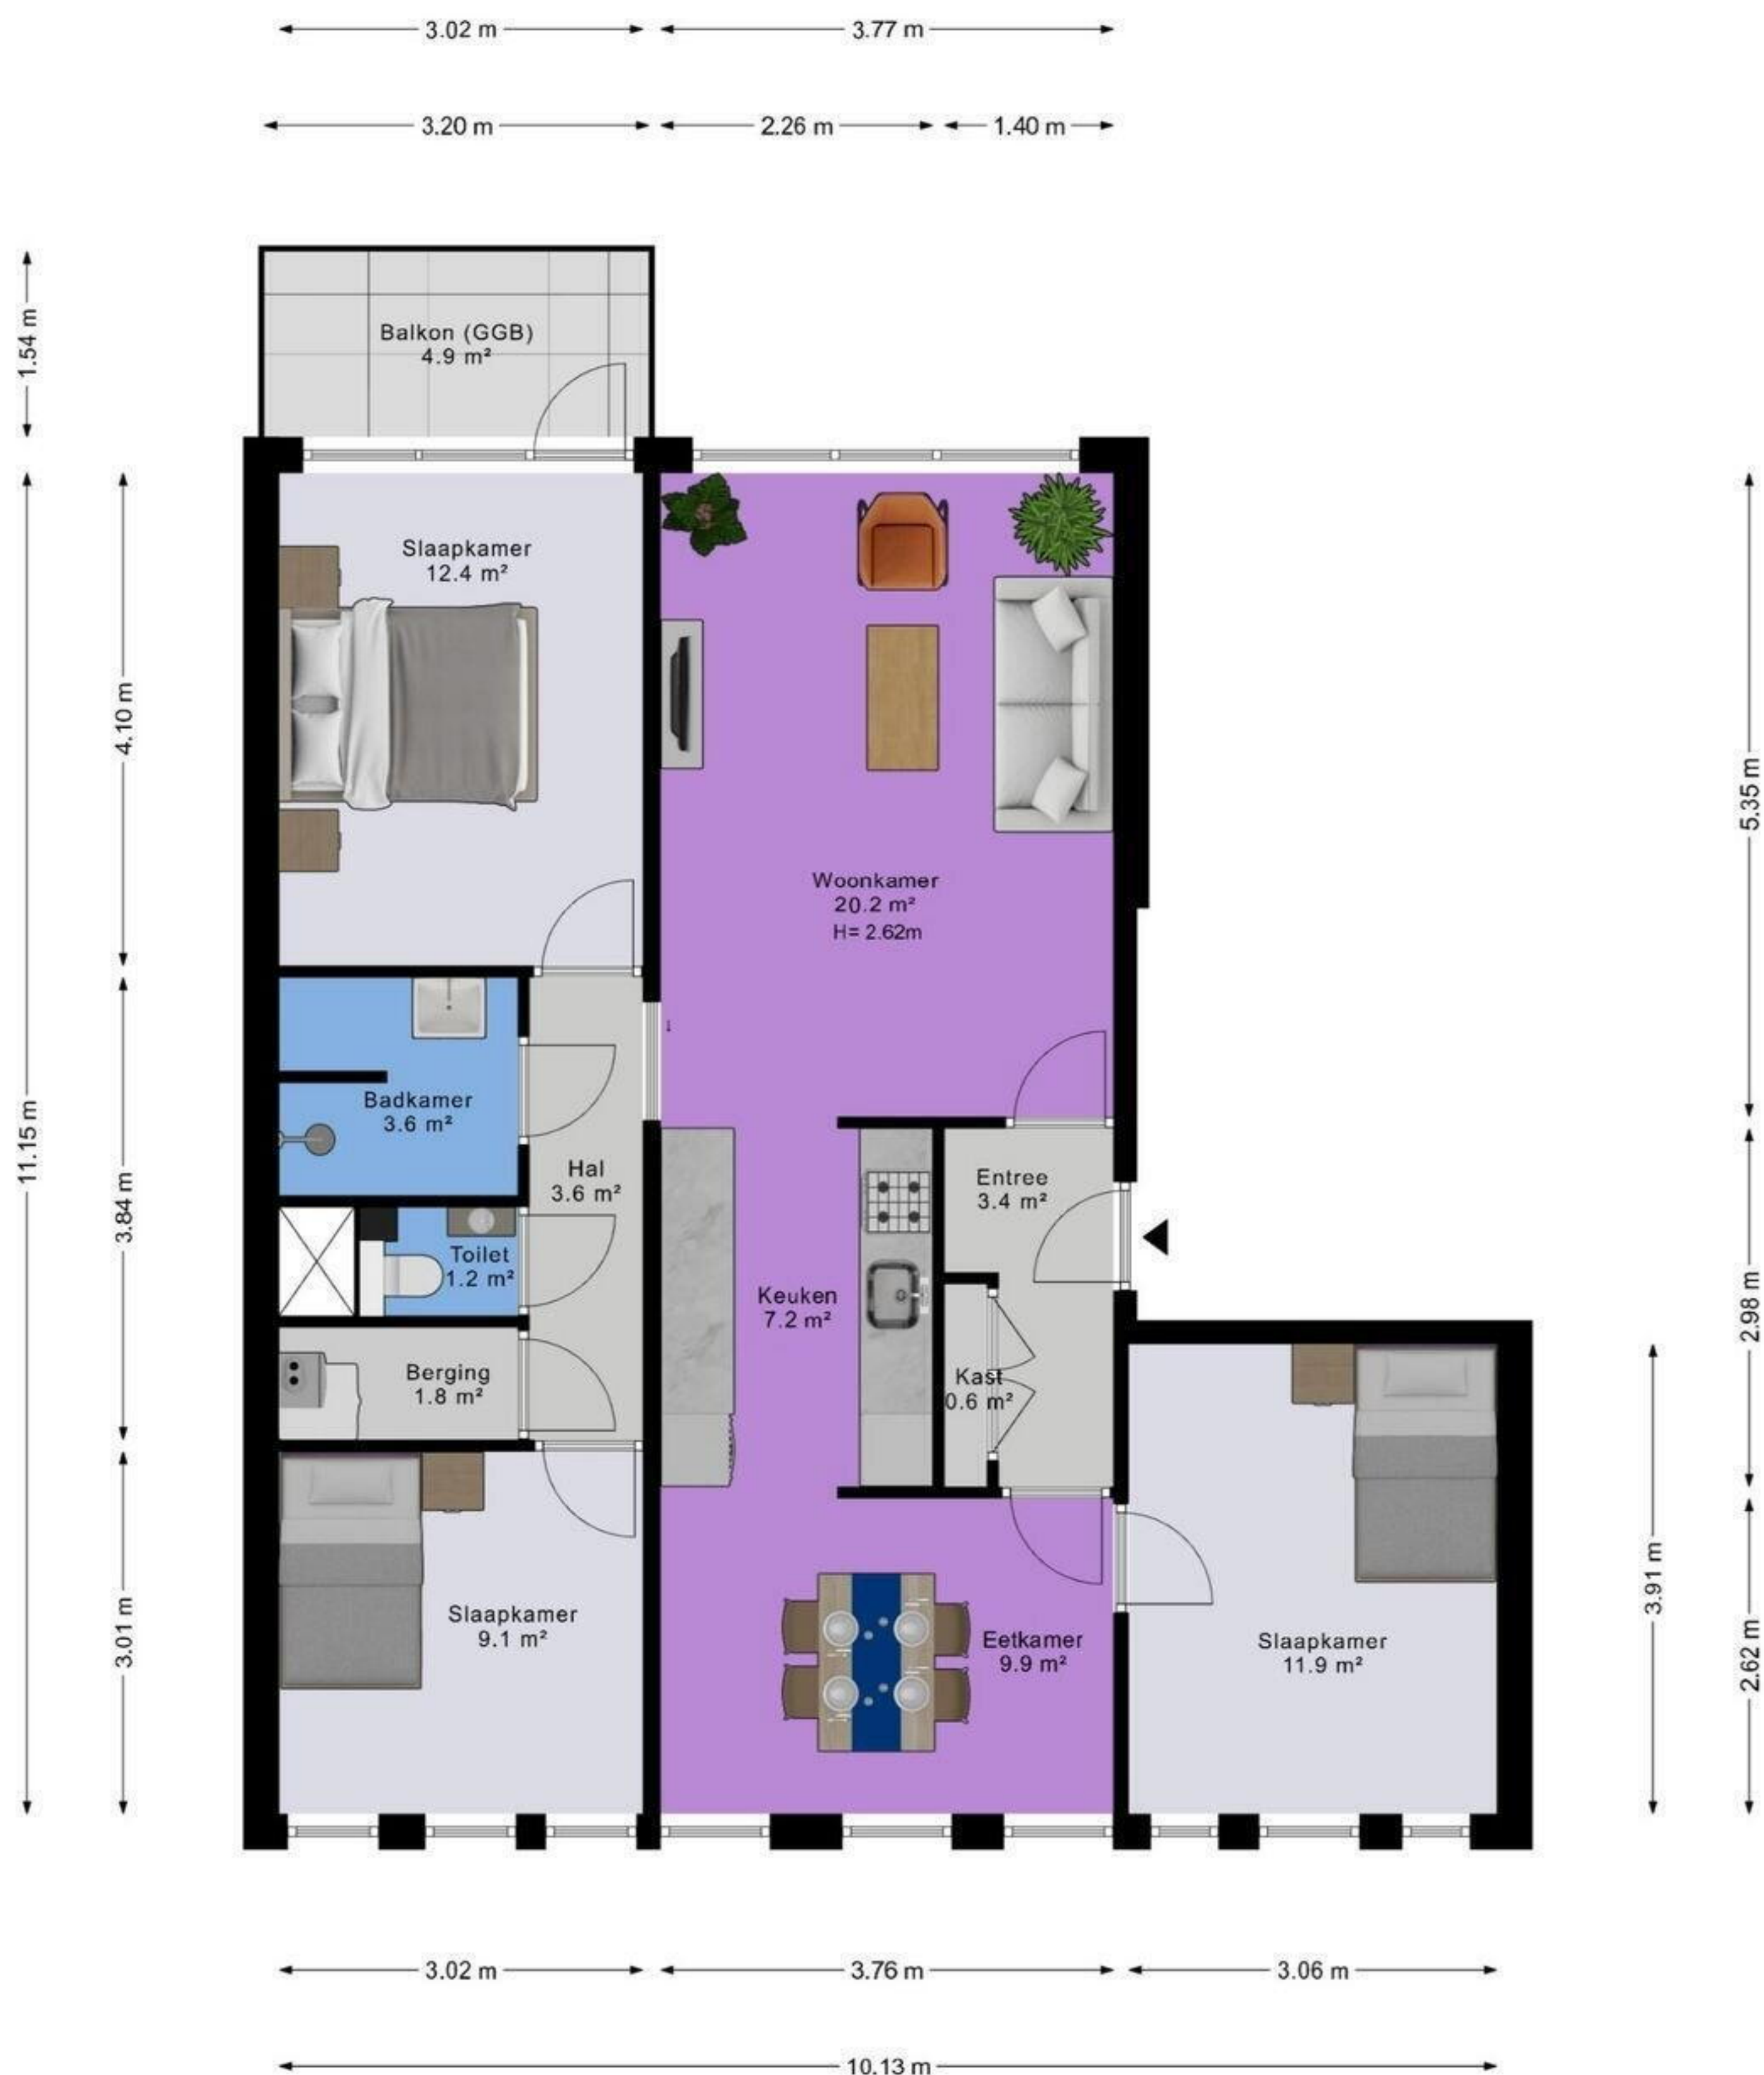 3.02 m
3.77 m
3.20 m
2.26 m
1.40 m
1.54 m
Balkon (GGB)
4.9 m²
Slaapkamer
12.4 m²
4.10 m
5.35 m
Woonkamer
20.2 m²
H= 2.62m
Badkamer
3.6 m²
11.15 m
3.84 m
Hal
3.6 m²
Entree
3.4 m²
Toilet
1.2 m²
Keuken
7.2 m²
2.98 m
Berging
1.8 m²
Kast
0.6 m²
3.01 m
Slaapkamer
9.1 m²
Eetkamer
9.9 m²
Slaapkamer
11.9 m²
3.91 m
2.62 m
3.02 m
3.76 m
3.06 m
10.13 m